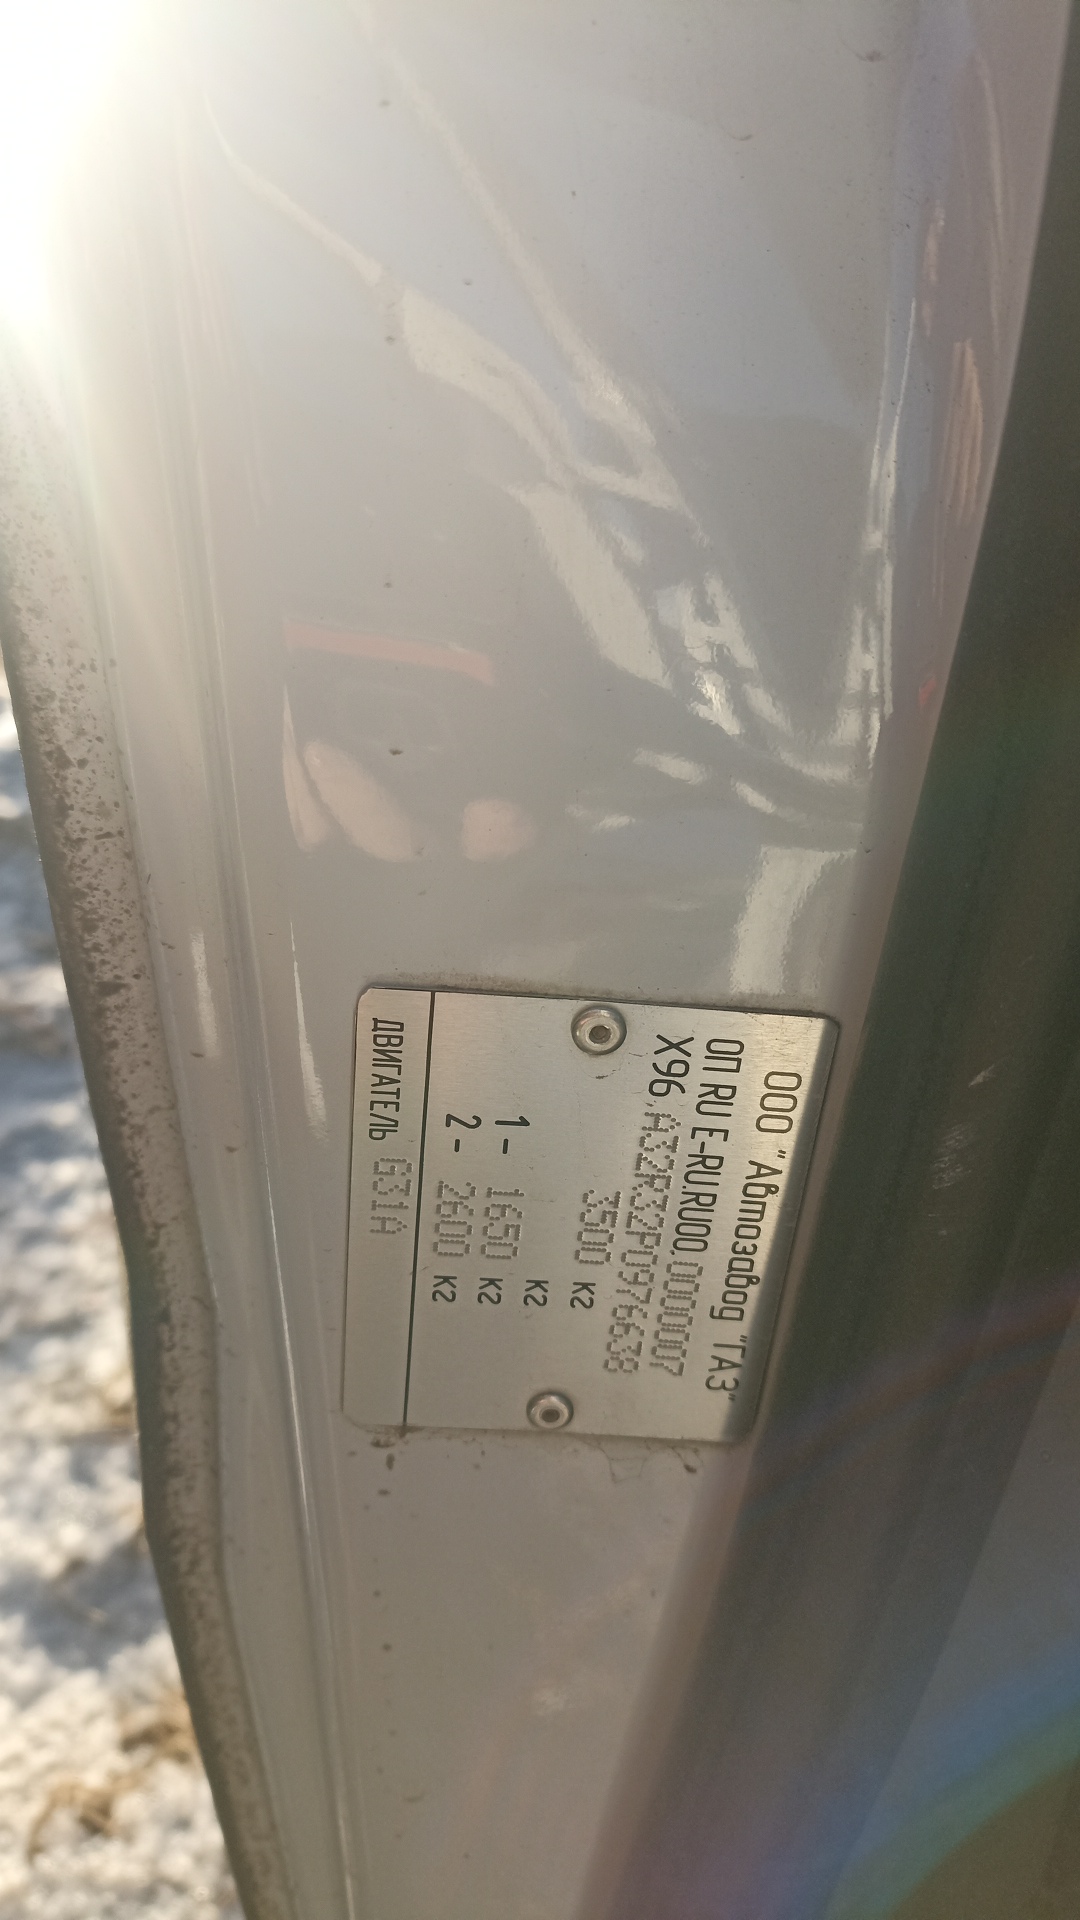 ООО "Автозавод "ГАЗ"
ОП RU Е-RU.RU00.0000007
X96 A32R32P0976638
3500 кг
кг
1 - 1650 кг
2 - 2600 кг
ДВИГАТЕЛЬ G31A